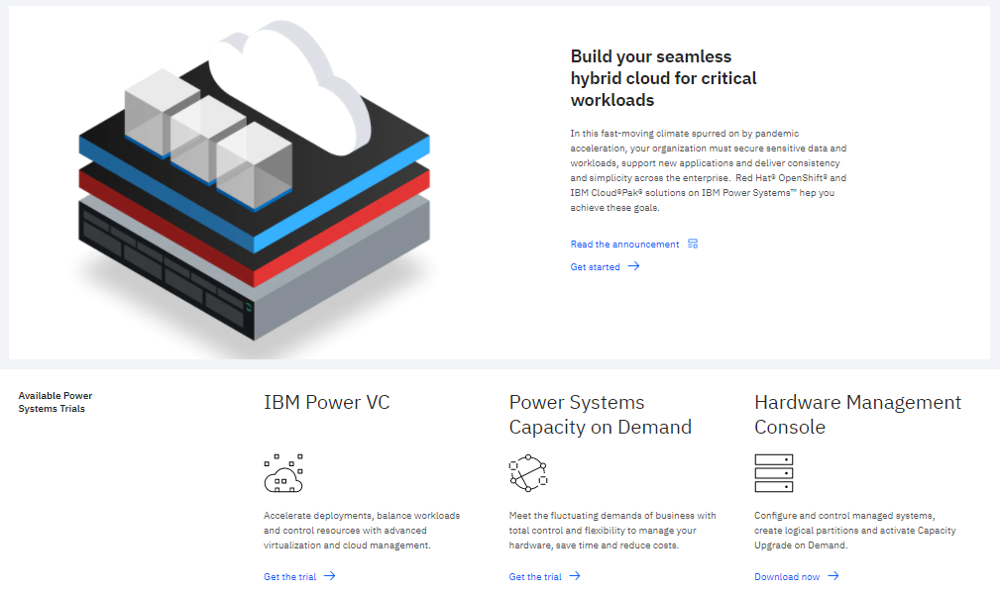 Build your seamless
hybrid cloud for critical
workloads
In this fast-moving climate spurred on by pandemic
acceleration, your organization must secure sensitive data and
workloads, support new applications and deliver consistency
and simplicity across the enterprise. Red Hat® OpenShift® and
IBM Cloud®Pak® solutions on IBM Power Systems™ hep you
achieve these goals.
Read the announcement
Get started
Available Power
Systems Trials
IBM Power VC
Accelerate deployments, balance workloads
and control resources with advanced
virtualization and cloud management.
Get the trial
Power Systems
Capacity on Demand
Meet the fluctuating demands of business with
total control and flexibility to manage your
hardware, save time and reduce costs.
Get the trial
Hardware Management
Console
Configure and control managed systems,
create logical partitions and activate Capacity
Upgrade on Demand.
Download now